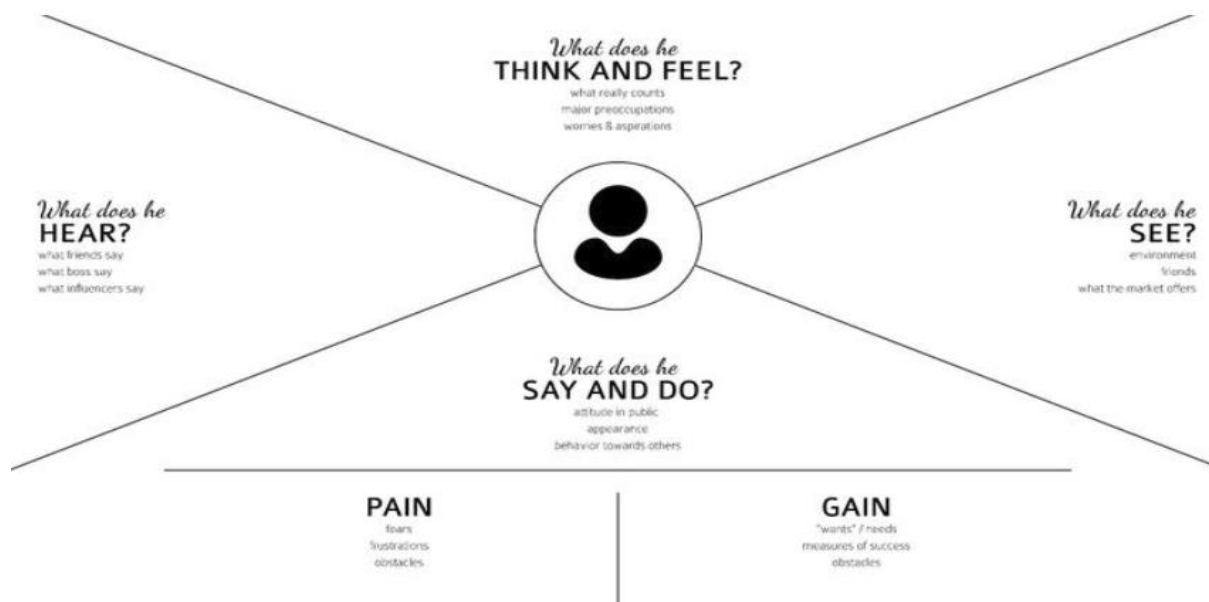 What does he
THINK AND FEEL?
what really counts
major preoccupations
worries & aspirations
What does he
HEAR?
what friends say
what boss say
what influencers say
What does he
SEE?
environment
friends
what the market offers
What does he
SAY AND DO?
attitude in public
appearance
behavior towards others
PAIN
fears
frustrations
obstacles
GAIN
"wants" / needs
measures of success
obstacles